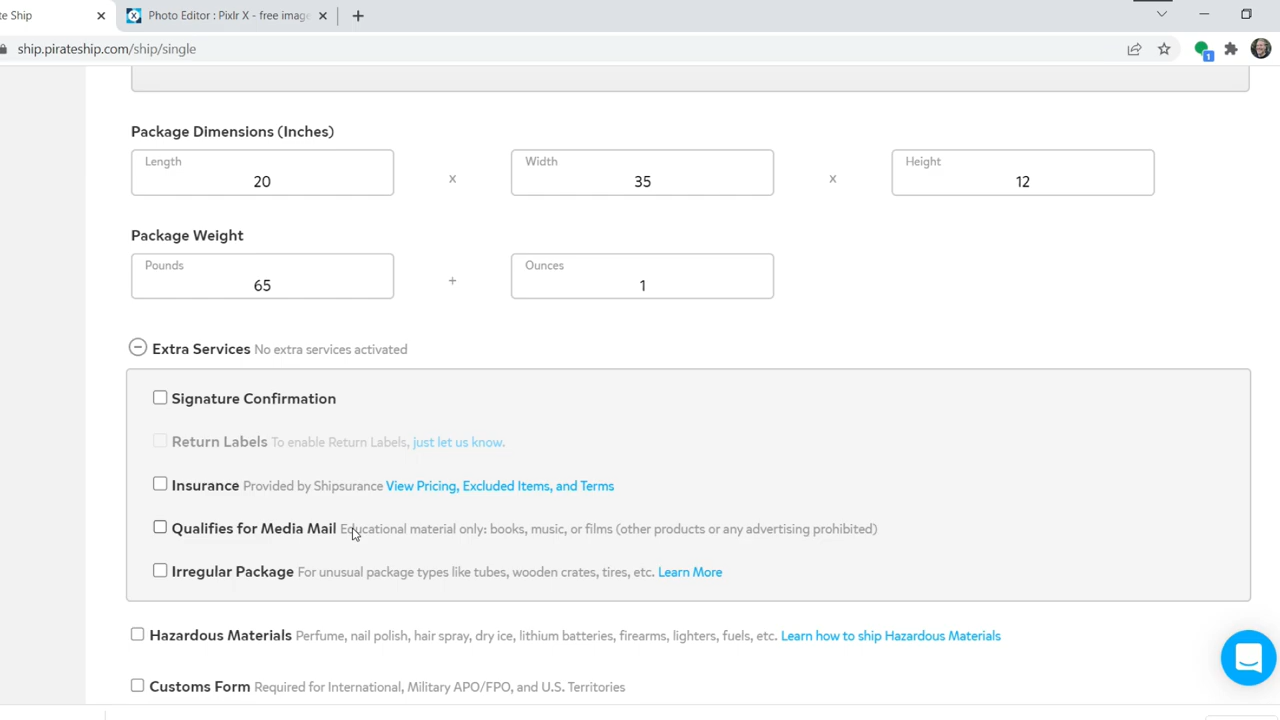 te Ship
Photo Editor : Pixlr X - free image
ship.pirateship.com/ship/single
1
Package Dimensions (Inches)
Length Width Height
20 x 35 x 12
Package Weight
Pounds Ounces
65 + 1
Extra Services No extra services activated
Signature Confirmation
Return Labels To enable Return Labels, just let us know.
Insurance Provided by Shipsurance View Pricing, Excluded Items, and Terms
Qualifies for Media Mail Educational material only: books, music, or films (other products or any advertising prohibited)
Irregular Package For unusual package types like tubes, wooden crates, tires, etc. Learn More
Hazardous Materials Perfume, nail polish, hair spray, dry ice, lithium batteries, firearms, lighters, fuels, etc. Learn how to ship Hazardous Materials
Customs Form Required for International, Military APO/FPO, and U.S. Territories